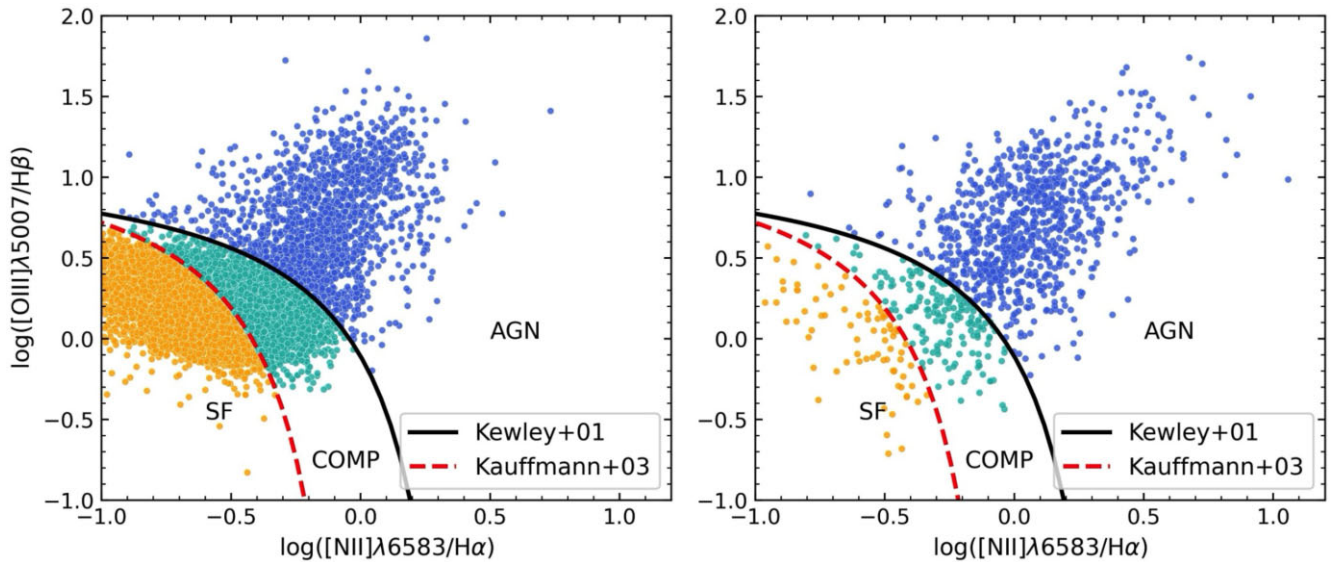 2.0
1.5
1.0
0.5
0.0
−0.5
−1.0
log([OIII]λ5007/Hβ)
AGN
SF
COMP
Kewley+01
Kauffmann+03
−1.0 −0.5 0.0 0.5 1.0
log([NII]λ6583/Hα)
2.0
1.5
1.0
0.5
0.0
−0.5
−1.0
AGN
SF
COMP
Kewley+01
Kauffmann+03
−1.0 −0.5 0.0 0.5 1.0
log([NII]λ6583/Hα)